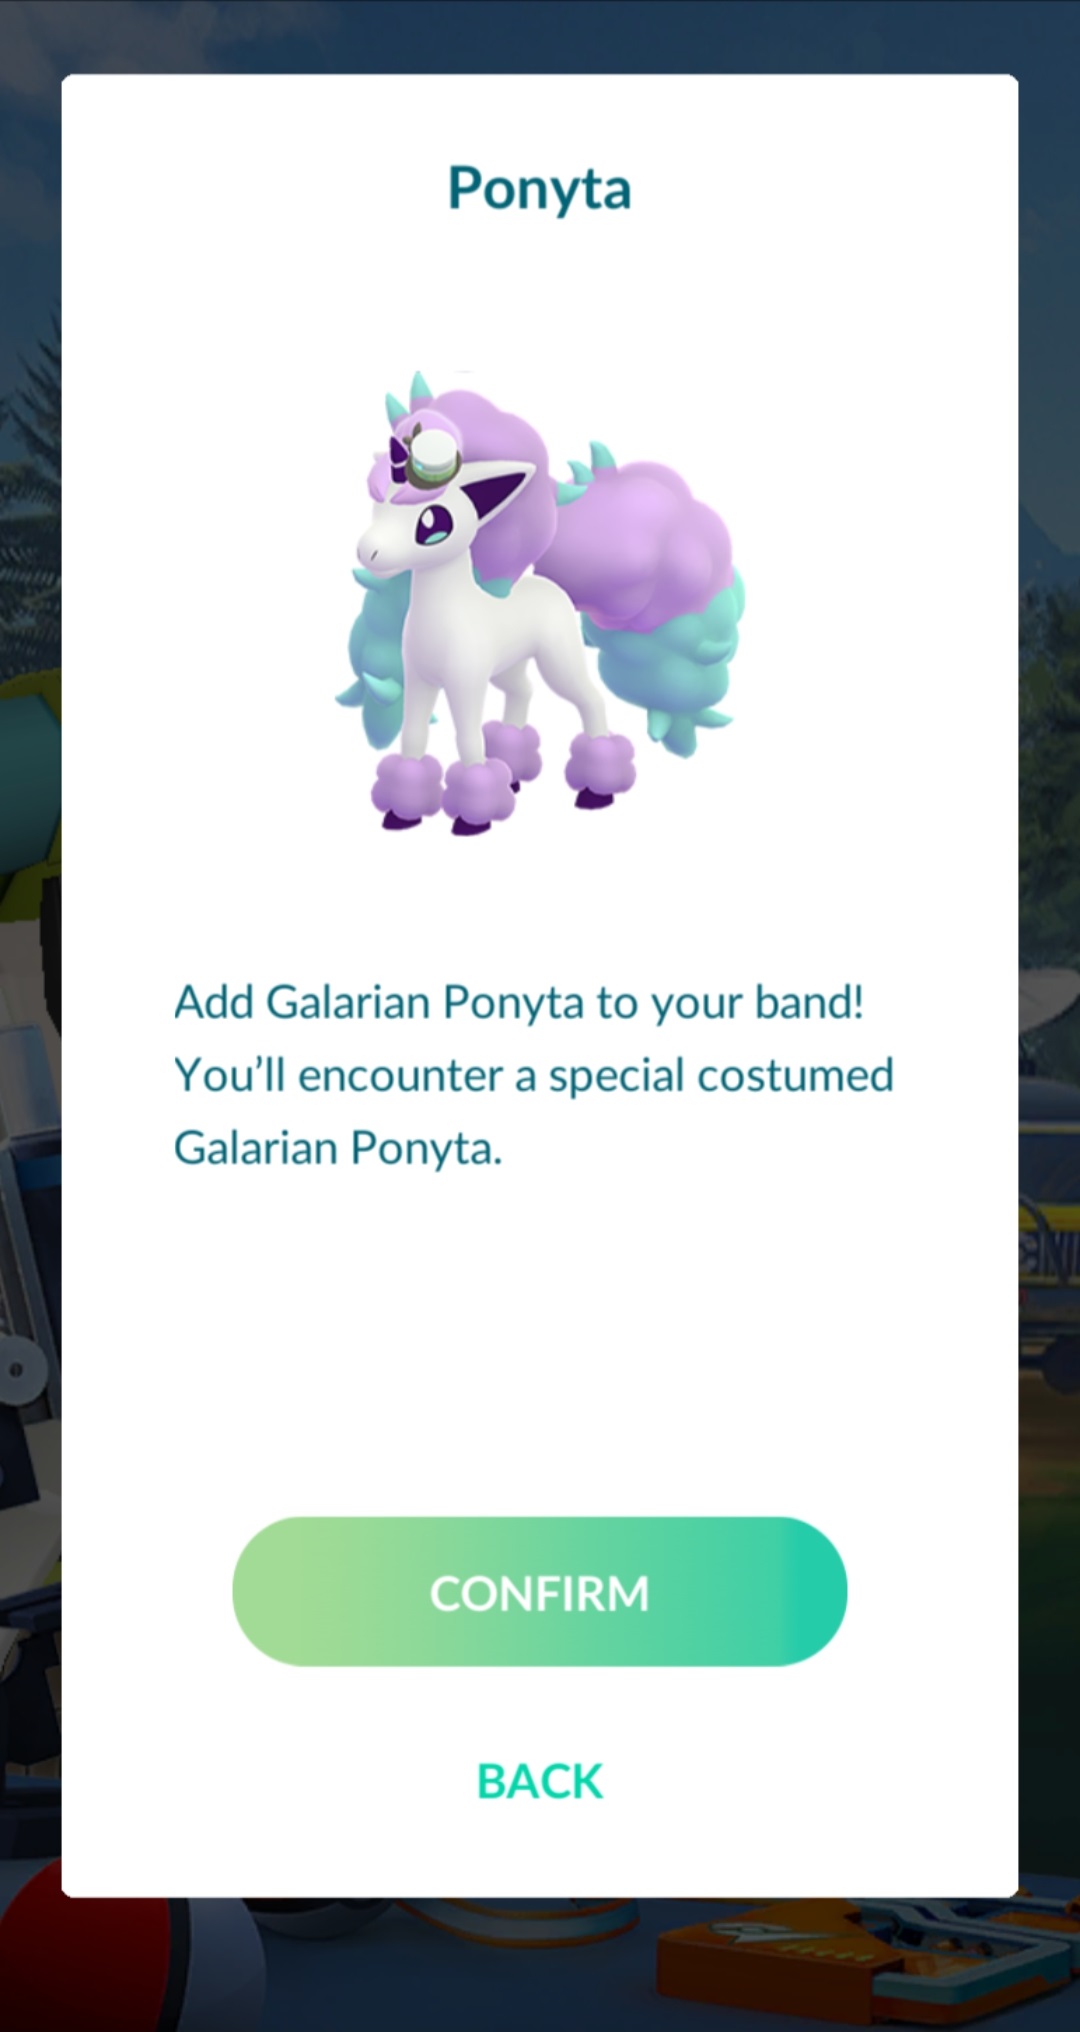 Ponyta
Add Galarian Ponyta to your band!
You’ll encounter a special costumed
Galarian Ponyta.
CONFIRM
BACK